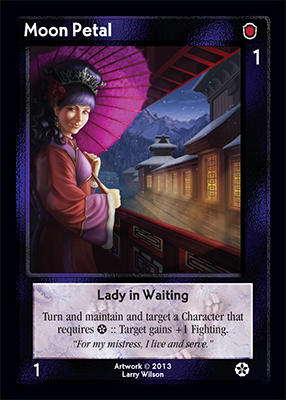 Moon Petal
1
Lady in Waiting
Turn and maintain and target a Character that
requires :: Target gains +1 Fighting.
"For my mistress, I live and serve."
1
Artwork © 2013
Larry Wilson